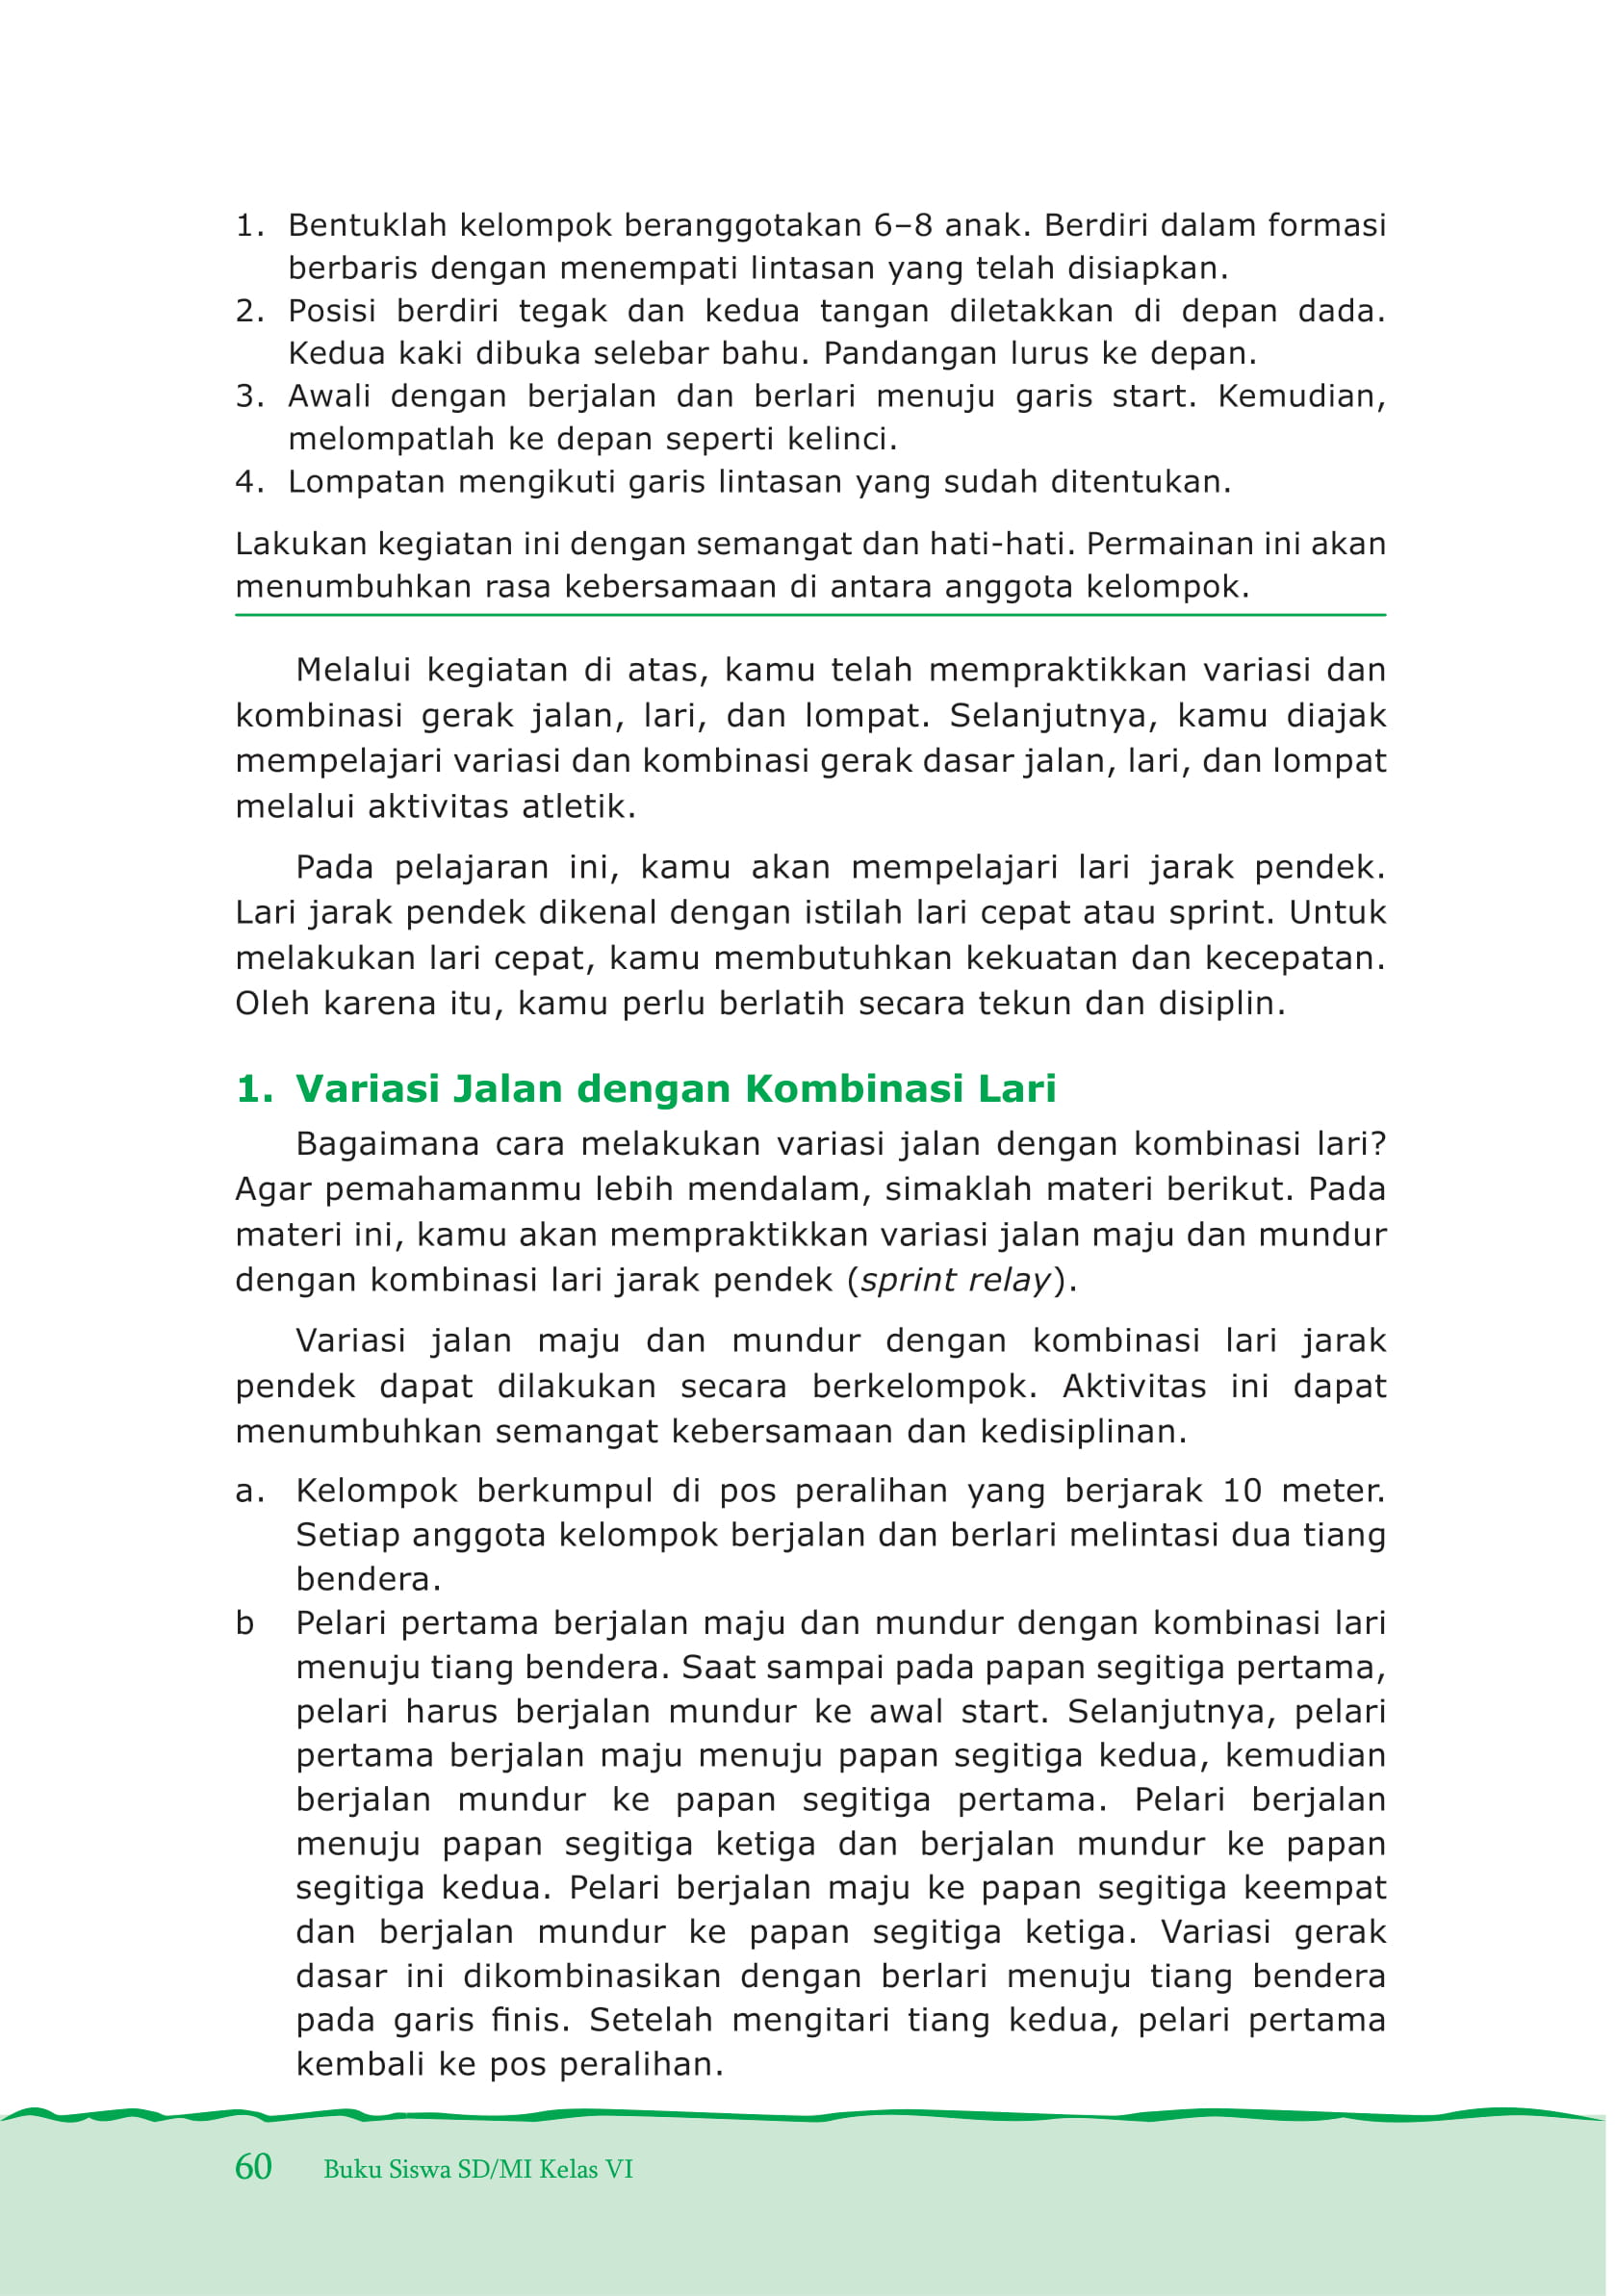 1. Bentuklah kelompok beranggotakan 6–8 anak. Berdiri dalam formasi
berbaris dengan menempati lintasan yang telah disiapkan.
2. Posisi berdiri tegak dan kedua tangan diletakkan di depan dada.
Kedua kaki dibuka selebar bahu. Pandangan lurus ke depan.
3. Awali dengan berjalan dan berlari menuju garis start. Kemudian,
melompatlah ke depan seperti kelinci.
4. Lompatan mengikuti garis lintasan yang sudah ditentukan.
Lakukan kegiatan ini dengan semangat dan hati-hati. Permainan ini akan
menumbuhkan rasa kebersamaan di antara anggota kelompok.
Melalui kegiatan di atas, kamu telah mempraktikkan variasi dan
kombinasi gerak jalan, lari, dan lompat. Selanjutnya, kamu diajak
mempelajari variasi dan kombinasi gerak dasar jalan, lari, dan lompat
melalui aktivitas atletik.
Pada pelajaran ini, kamu akan mempelajari lari jarak pendek.
Lari jarak pendek dikenal dengan istilah lari cepat atau sprint. Untuk
melakukan lari cepat, kamu membutuhkan kekuatan dan kecepatan.
Oleh karena itu, kamu perlu berlatih secara tekun dan disiplin.
1. Variasi Jalan dengan Kombinasi Lari
Bagaimana cara melakukan variasi jalan dengan kombinasi lari?
Agar pemahamanmu lebih mendalam, simaklah materi berikut. Pada
materi ini, kamu akan mempraktikkan variasi jalan maju dan mundur
dengan kombinasi lari jarak pendek (sprint relay).
Variasi jalan maju dan mundur dengan kombinasi lari jarak
pendek dapat dilakukan secara berkelompok. Aktivitas ini dapat
menumbuhkan semangat kebersamaan dan kedisiplinan.
a. Kelompok berkumpul di pos peralihan yang berjarak 10 meter.
Setiap anggota kelompok berjalan dan berlari melintasi dua tiang
bendera.
b Pelari pertama berjalan maju dan mundur dengan kombinasi lari
menuju tiang bendera. Saat sampai pada papan segitiga pertama,
pelari harus berjalan mundur ke awal start. Selanjutnya, pelari
pertama berjalan maju menuju papan segitiga kedua, kemudian
berjalan mundur ke papan segitiga pertama. Pelari berjalan
menuju papan segitiga ketiga dan berjalan mundur ke papan
segitiga kedua. Pelari berjalan maju ke papan segitiga keempat
dan berjalan mundur ke papan segitiga ketiga. Variasi gerak
dasar ini dikombinasikan dengan berlari menuju tiang bendera
pada garis finis. Setelah mengitari tiang kedua, pelari pertama
kembali ke pos peralihan.
60 Buku Siswa SD/MI Kelas VI